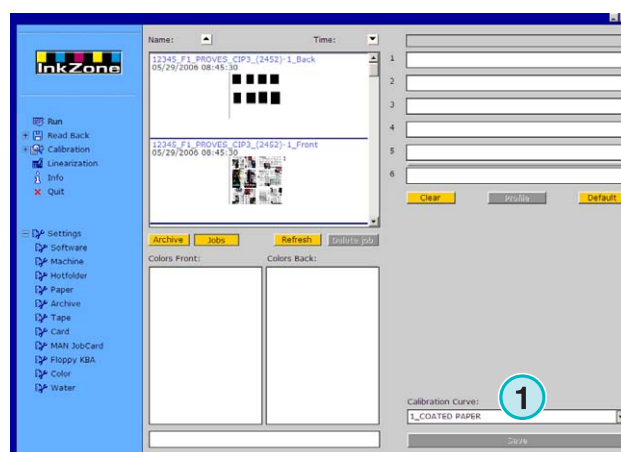 InkZone
Run
Read Back
Calibration
Linearization
Info
Quit
Settings
Software
Machine
Hotfolder
Paper
Archive
Tape
Card
MAN JobCard
Floppy KBA
Color
Water
Name:
Time:
12345_F1_PROVES_CIP3_(2452)-1_Back
05/29/2006 08:45:30
12345_F1_PROVES_CIP3_(2452)-1_Front
05/29/2006 08:45:30
Archive
Jobs
Refresh
Delete job
Colors Front:
Colors Back:
1
2
3
4
5
6
Clear
Profile
Default
1
Calibration Curve:
1_COATED PAPER
Save